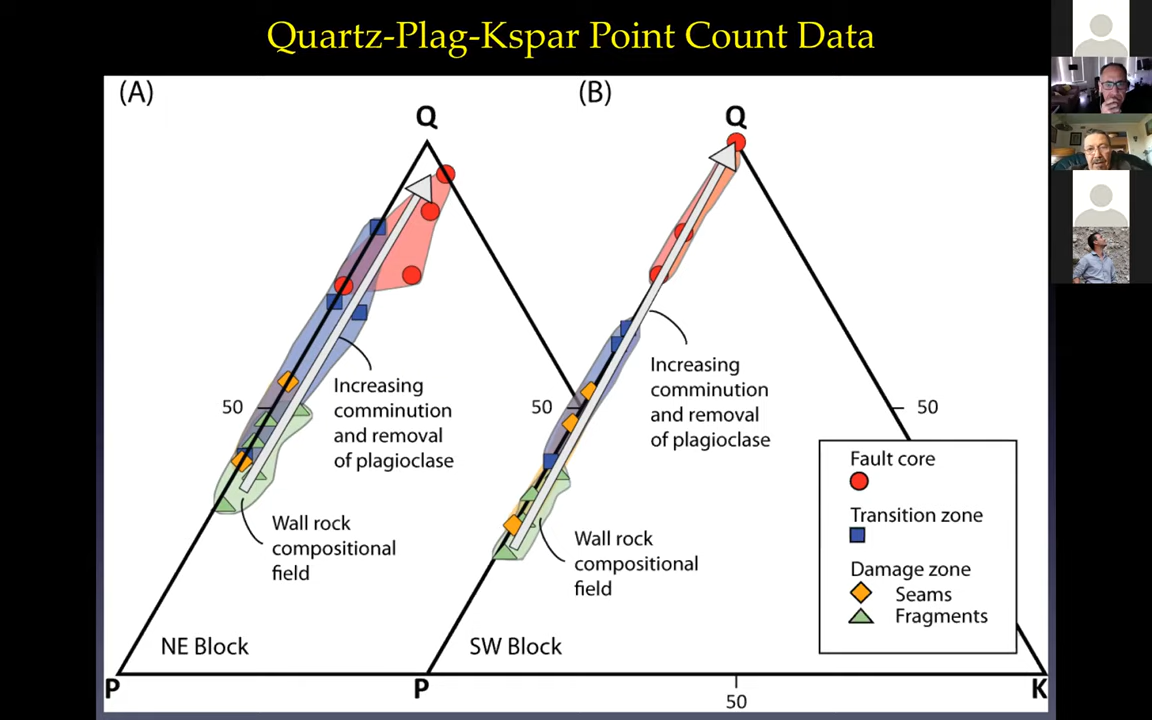 Quartz-Plag-Kspar Point Count Data
(A)
Q
50
Increasing
comminution
and removal
of plagioclase
Wall rock
compositional
field
NE Block
P
(B)
Q
50
50
Increasing
comminution
and removal
of plagioclase
Wall rock
compositional
field
SW Block
P
50
K
Fault core
Transition zone
Damage zone
Seams
Fragments